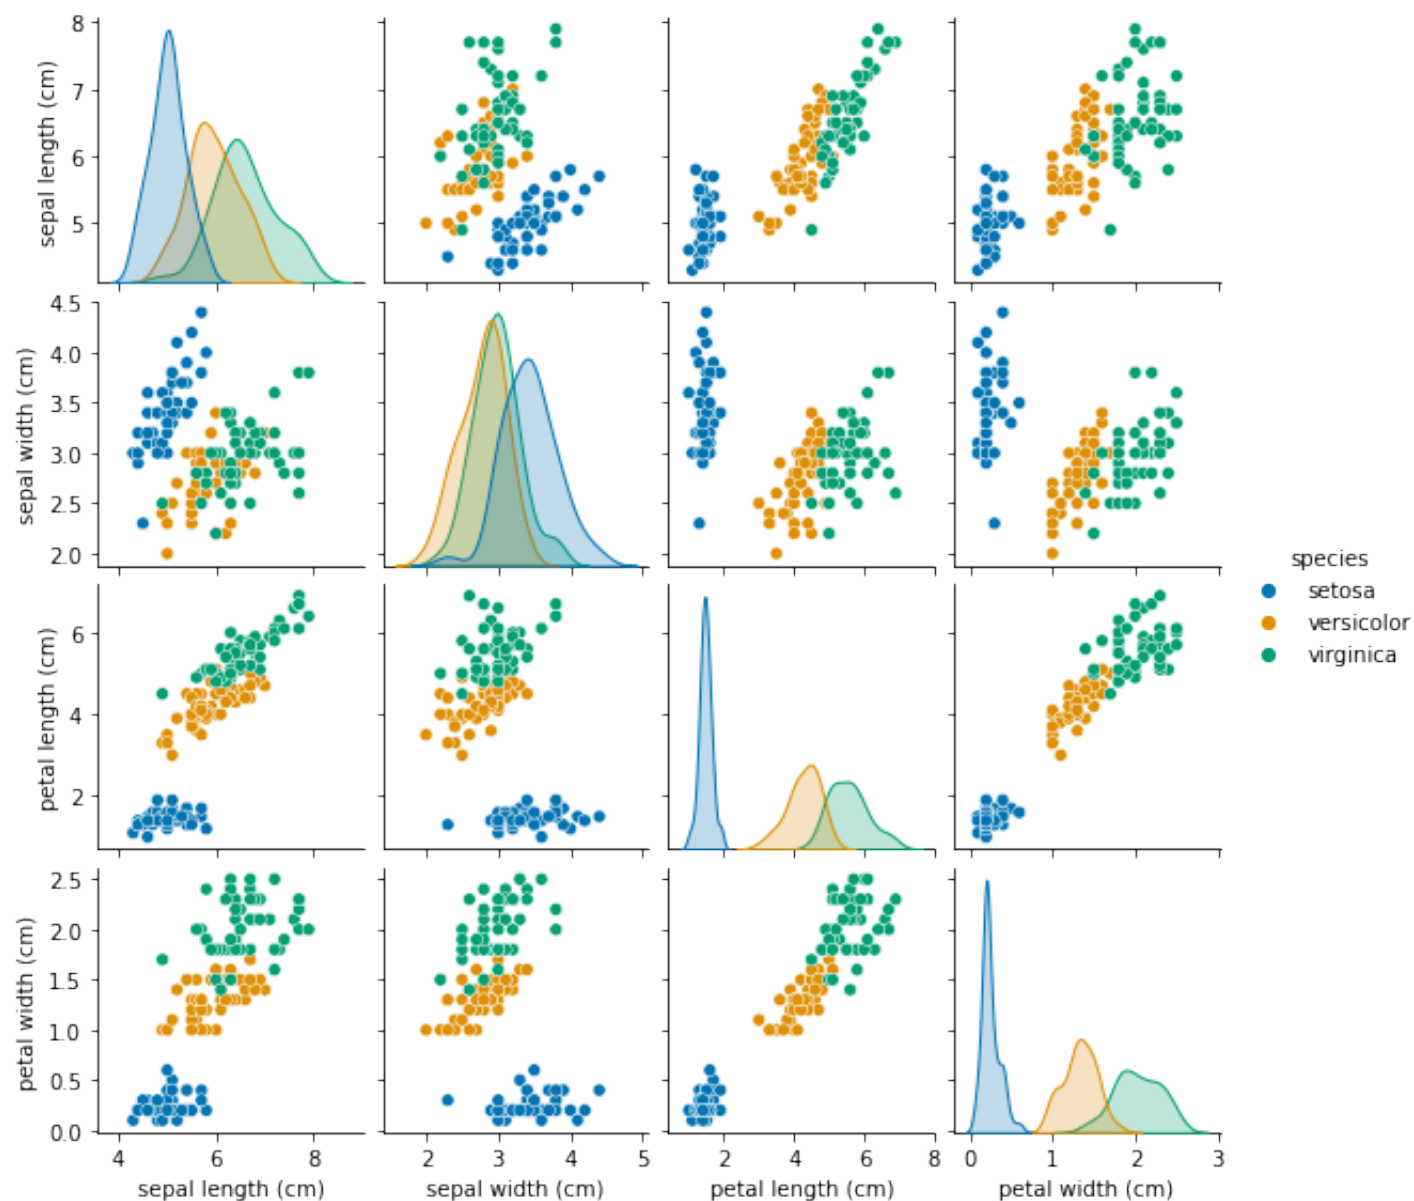 8
7
6
5
sepal length (cm)
4.5
4.0
3.5
3.0
2.5
2.0
sepal width (cm)
species
setosa
versicolor
virginica
6
4
2
petal length (cm)
2.5
2.0
1.5
1.0
0.5
0.0
petal width (cm)
4 6 8 2 3 4 5 2 4 6 8 0 1 2 3
sepal length (cm) sepal width (cm) petal length (cm) petal width (cm)